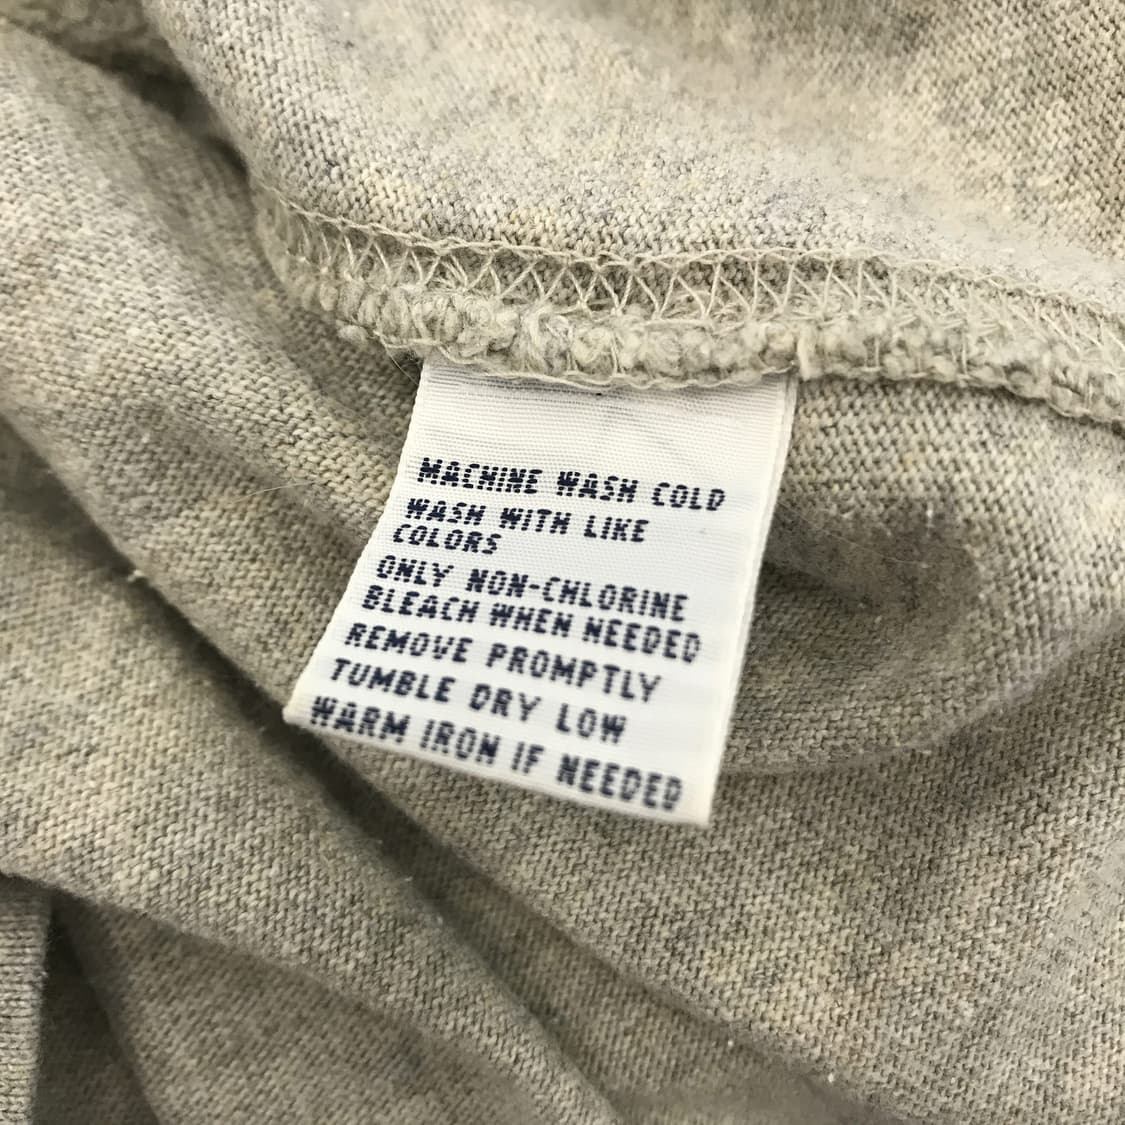 MACHINE WASH COLD
WASH WITH LIKE
COLORS
ONLY NON-CHLORINE
BLEACH WHEN NEEDED
REMOVE PROMPTLY
TUMBLE DRY LOW
WARM IRON IF NEEDED